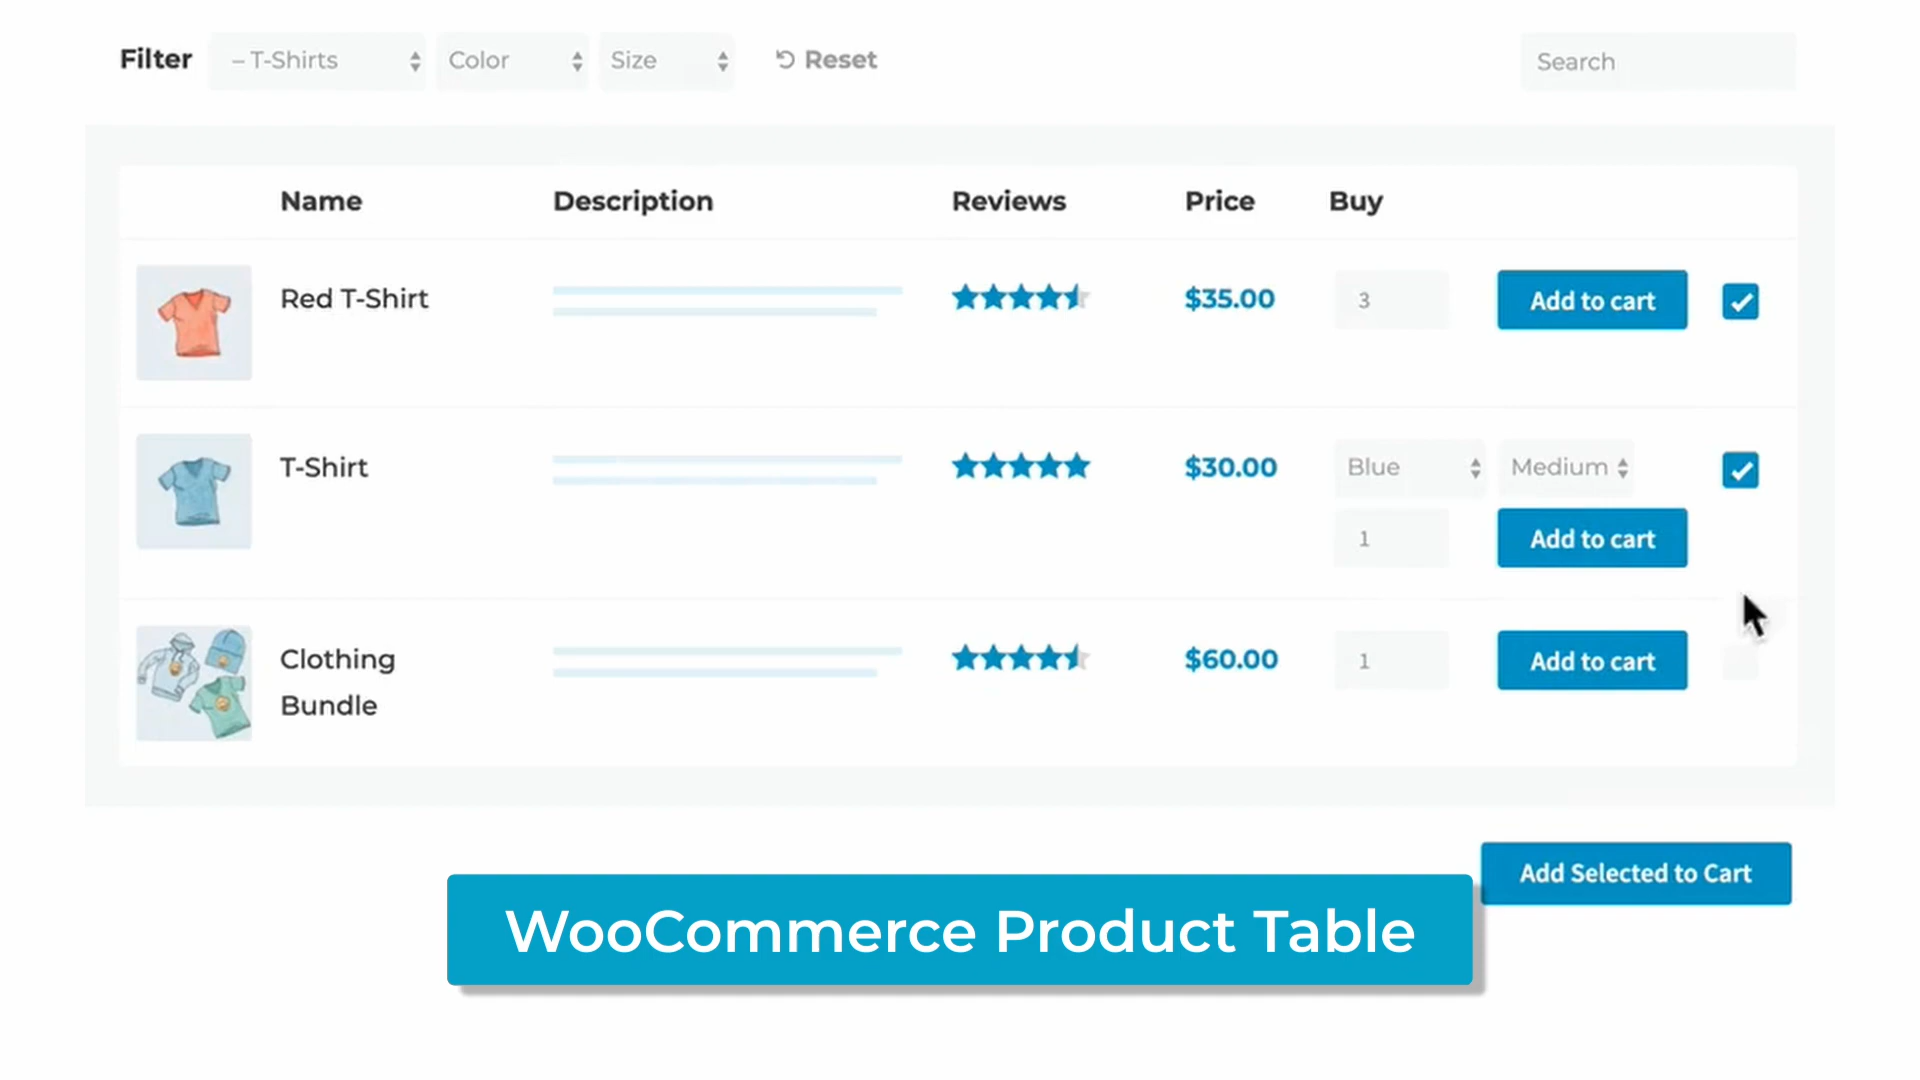 Filter – T-Shirts Color Size Reset Search
Name Description Reviews Price Buy
Red T-Shirt $35.00 3 Add to cart
T-Shirt $30.00 Blue Medium
1 Add to cart
Clothing
Bundle
$60.00 1 Add to cart
Add Selected to Cart
WooCommerce Product Table